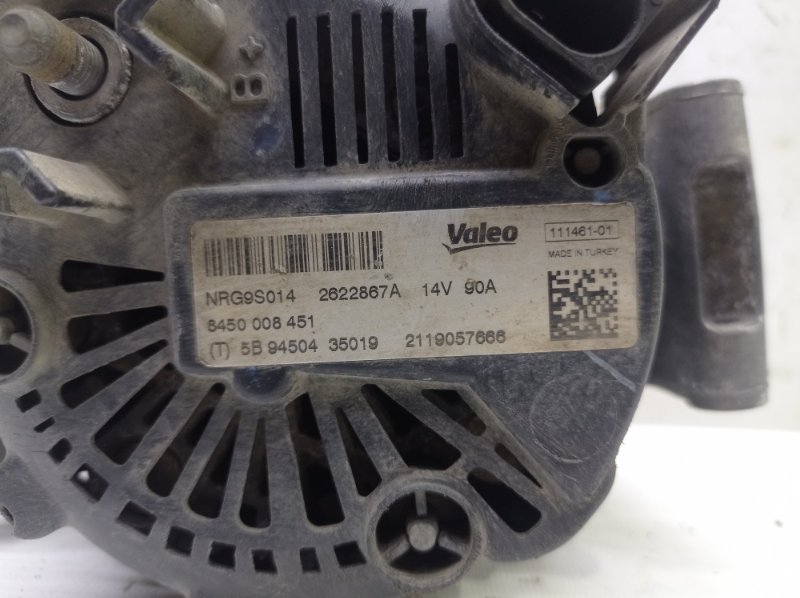 B+
Valeo
111461-01
MADE IN TURKEY
NRG9S014 2622867A 14V 90A
8450 008 451
(T) 5B 94504 35019 2119057666